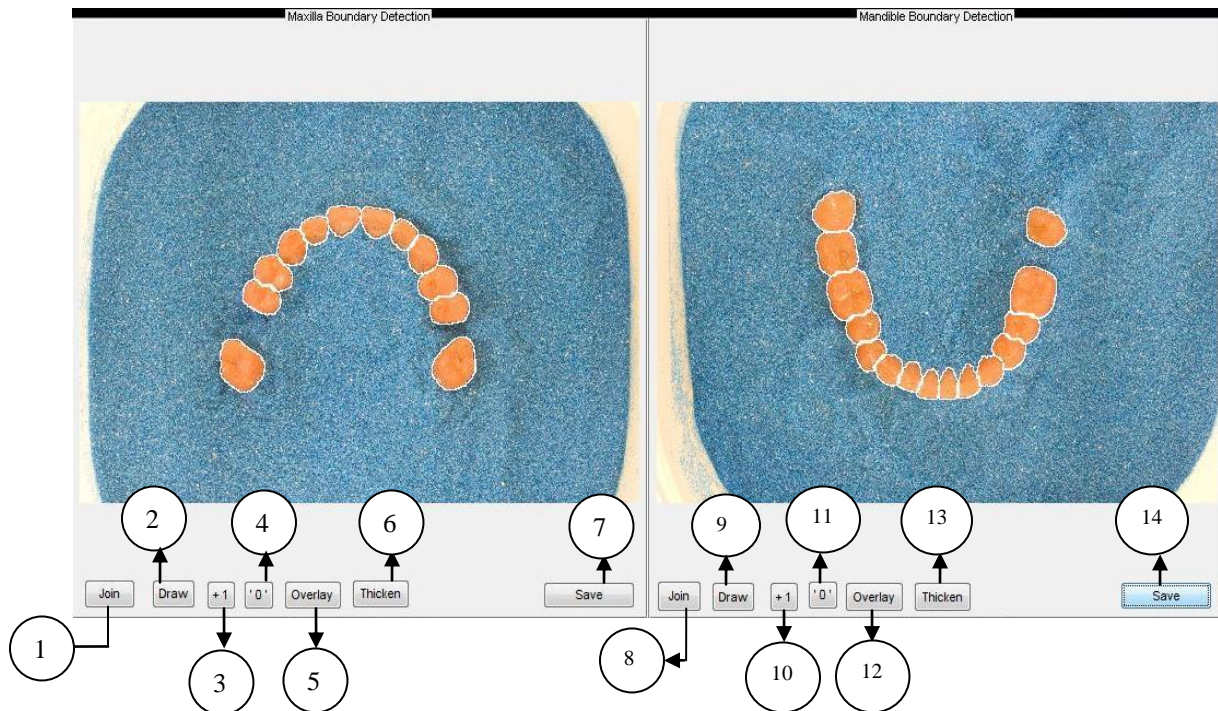 Maxilla Boundary Detection
Mandible Boundary Detection
2
4
6
7
9
11
13
14
Join
Draw
+ 1
' 0 '
Overlay
Thicken
Save
Join
Draw
+ 1
' 0 '
Overlay
Thicken
Save
1
3
5
8
10
12